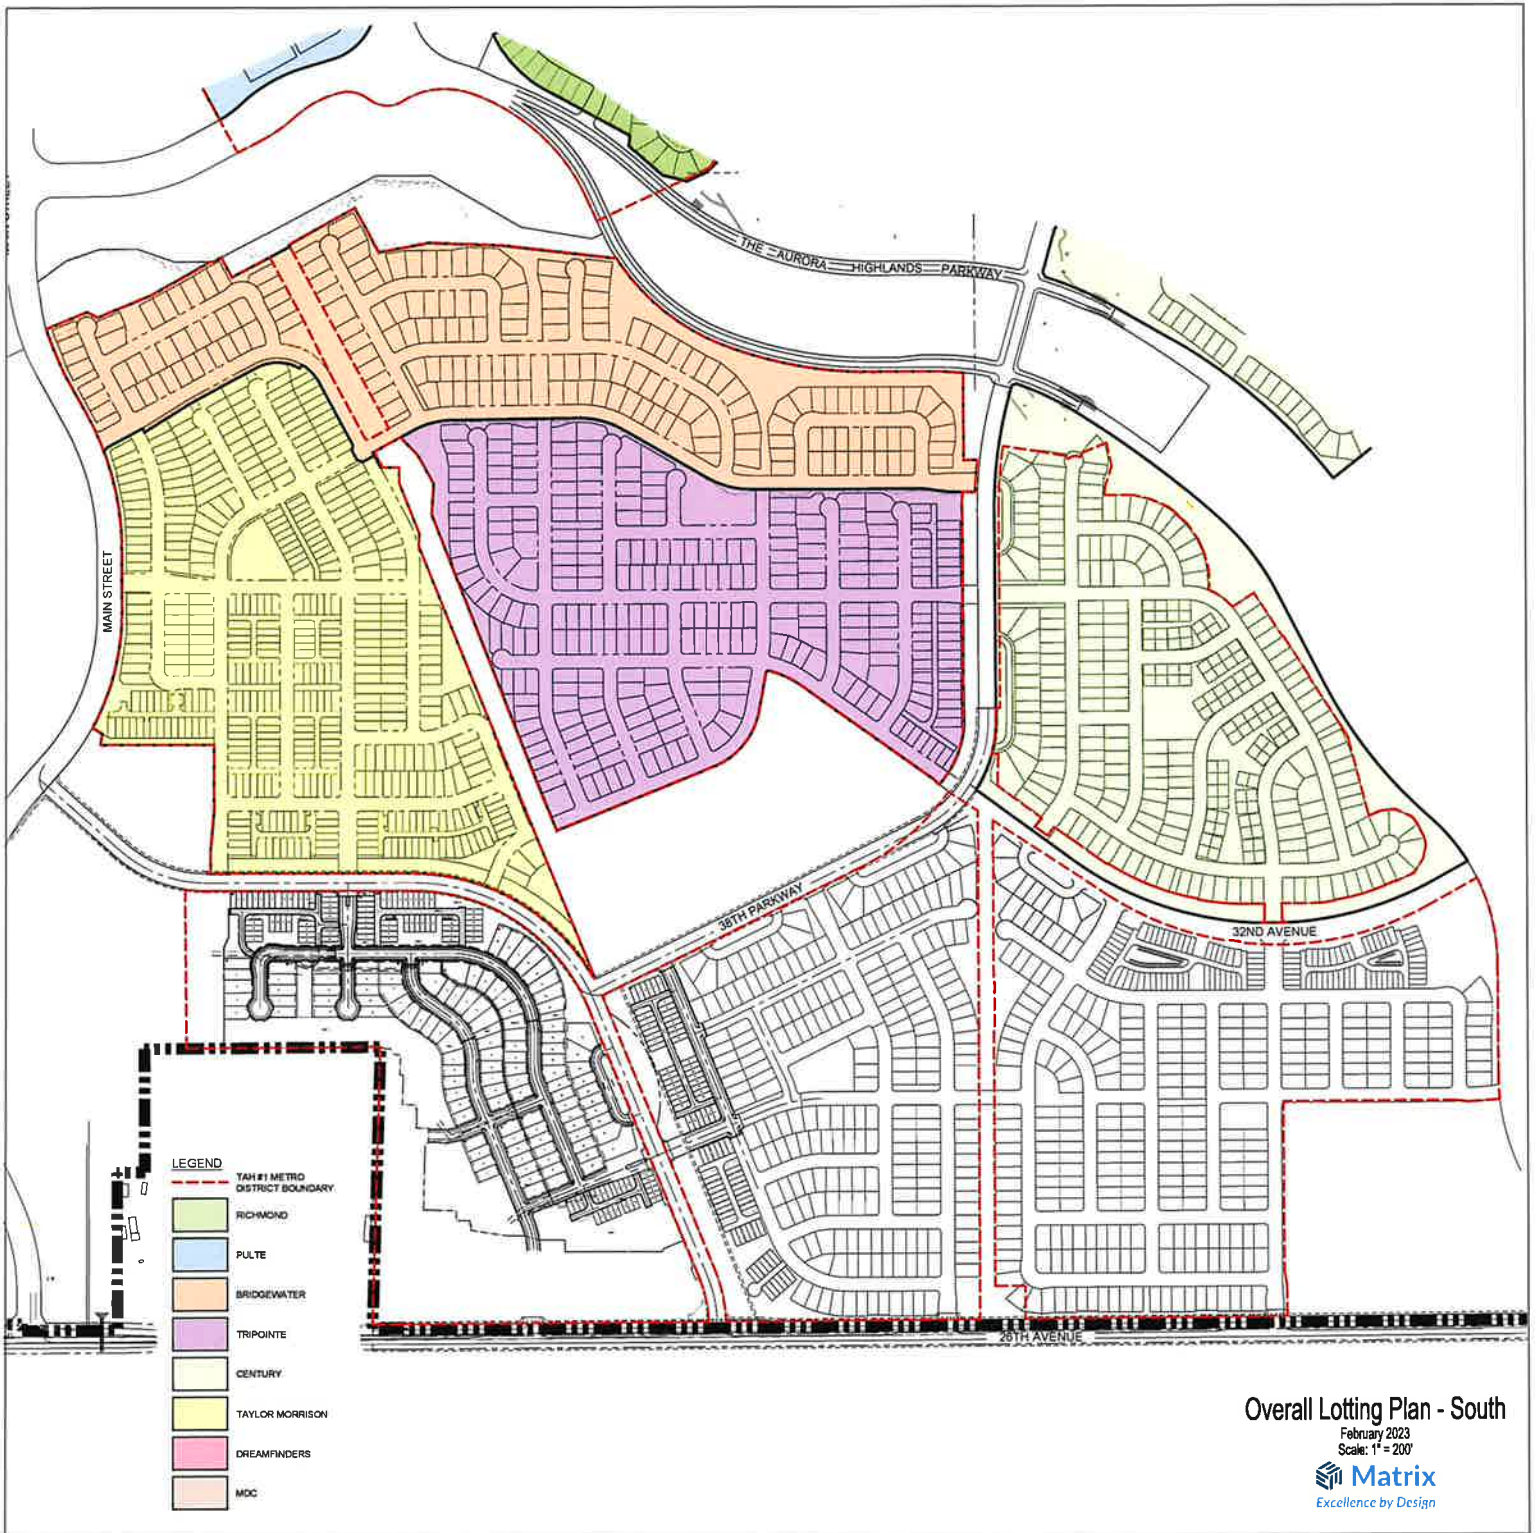 THE AURORA HIGHLANDS PARKWAY
MAIN STREET
38TH PARKWAY
32ND AVENUE
26TH AVENUE
LEGEND
TAH #1 METRO
DISTRICT BOUNDARY
RICHMOND
PULTE
BRIDGEWATER
TRIPOINTE
CENTURY
TAYLOR MORRISON
DREAMFINDERS
MDC
Overall Lotting Plan - South
February 2023
Scale: 1" = 200'
Matrix
Excellence by Design